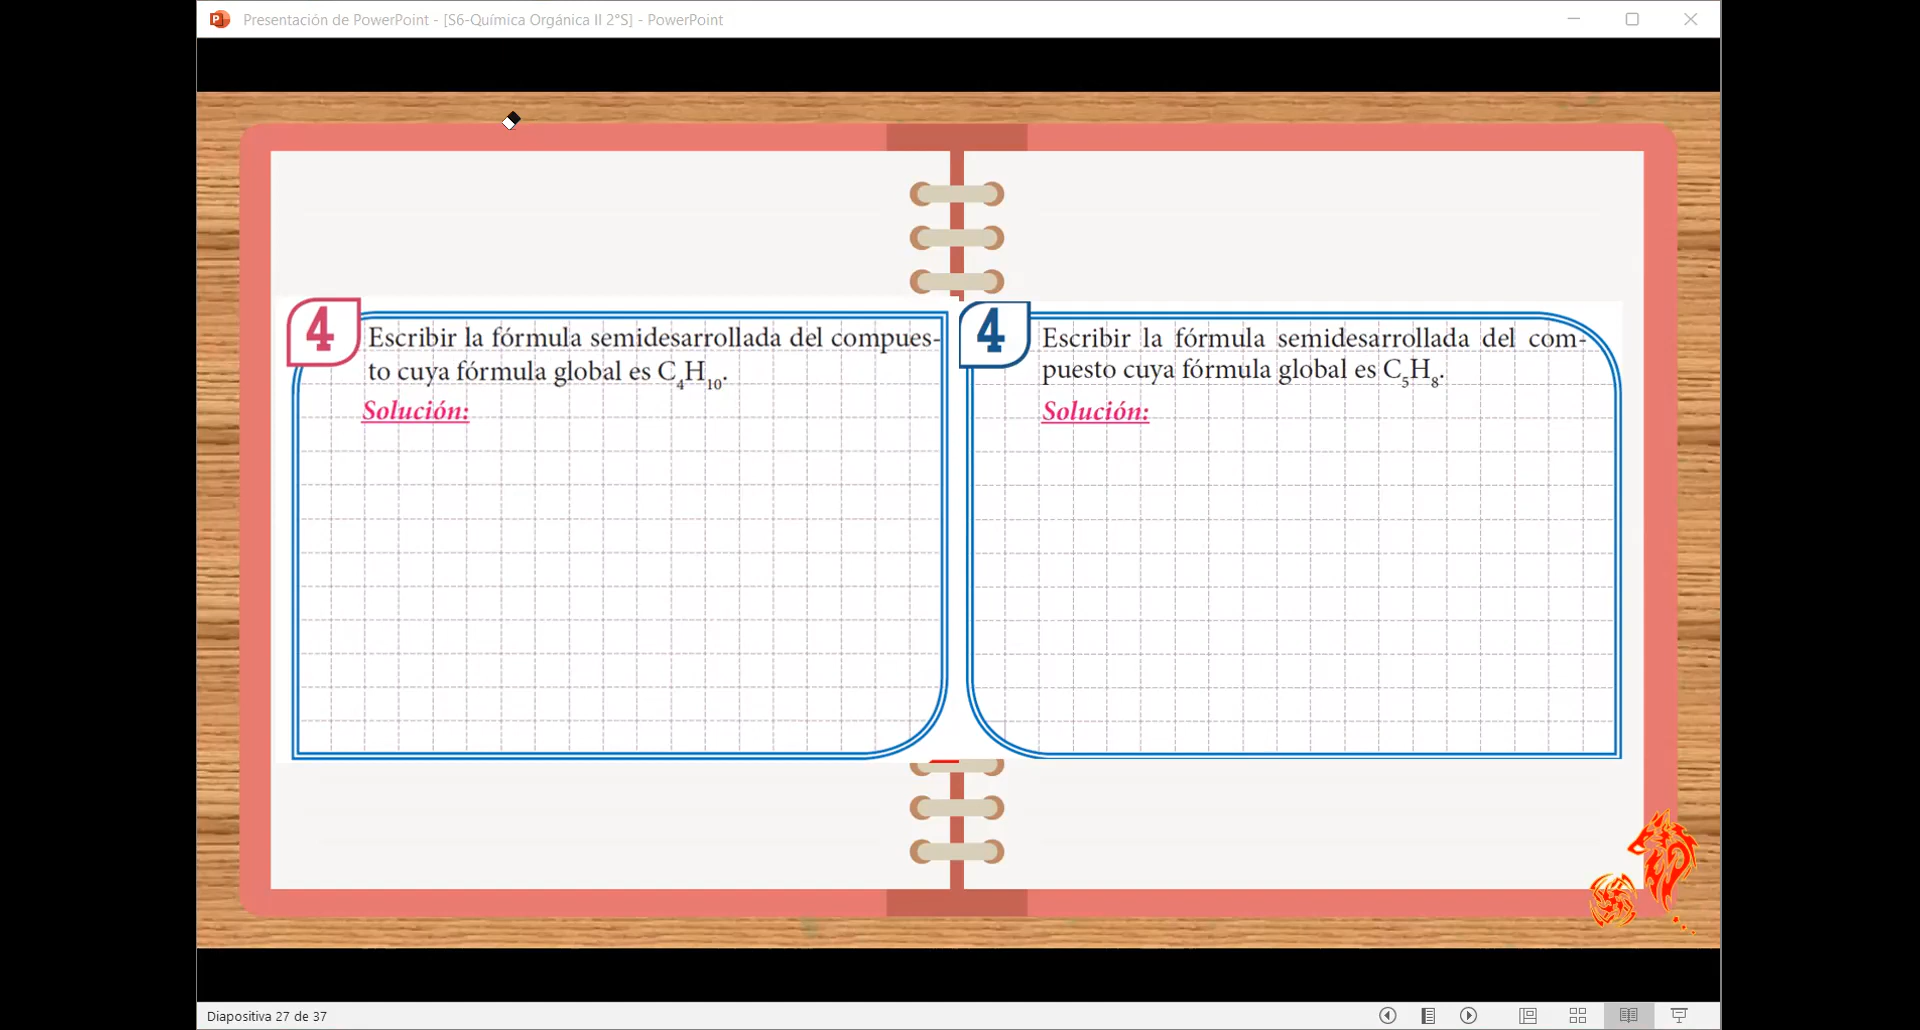 Presentación de PowerPoint - [S6-Química Orgánica II 2°S] - PowerPoint
4
Escribir la fórmula semidesarrollada del compues-
to cuya fórmula global es C₄H₁₀.
Solución:
4
Escribir la fórmula semidesarrollada del com-
puesto cuya fórmula global es C₅H₈.
Solución:
Diapositiva 27 de 37